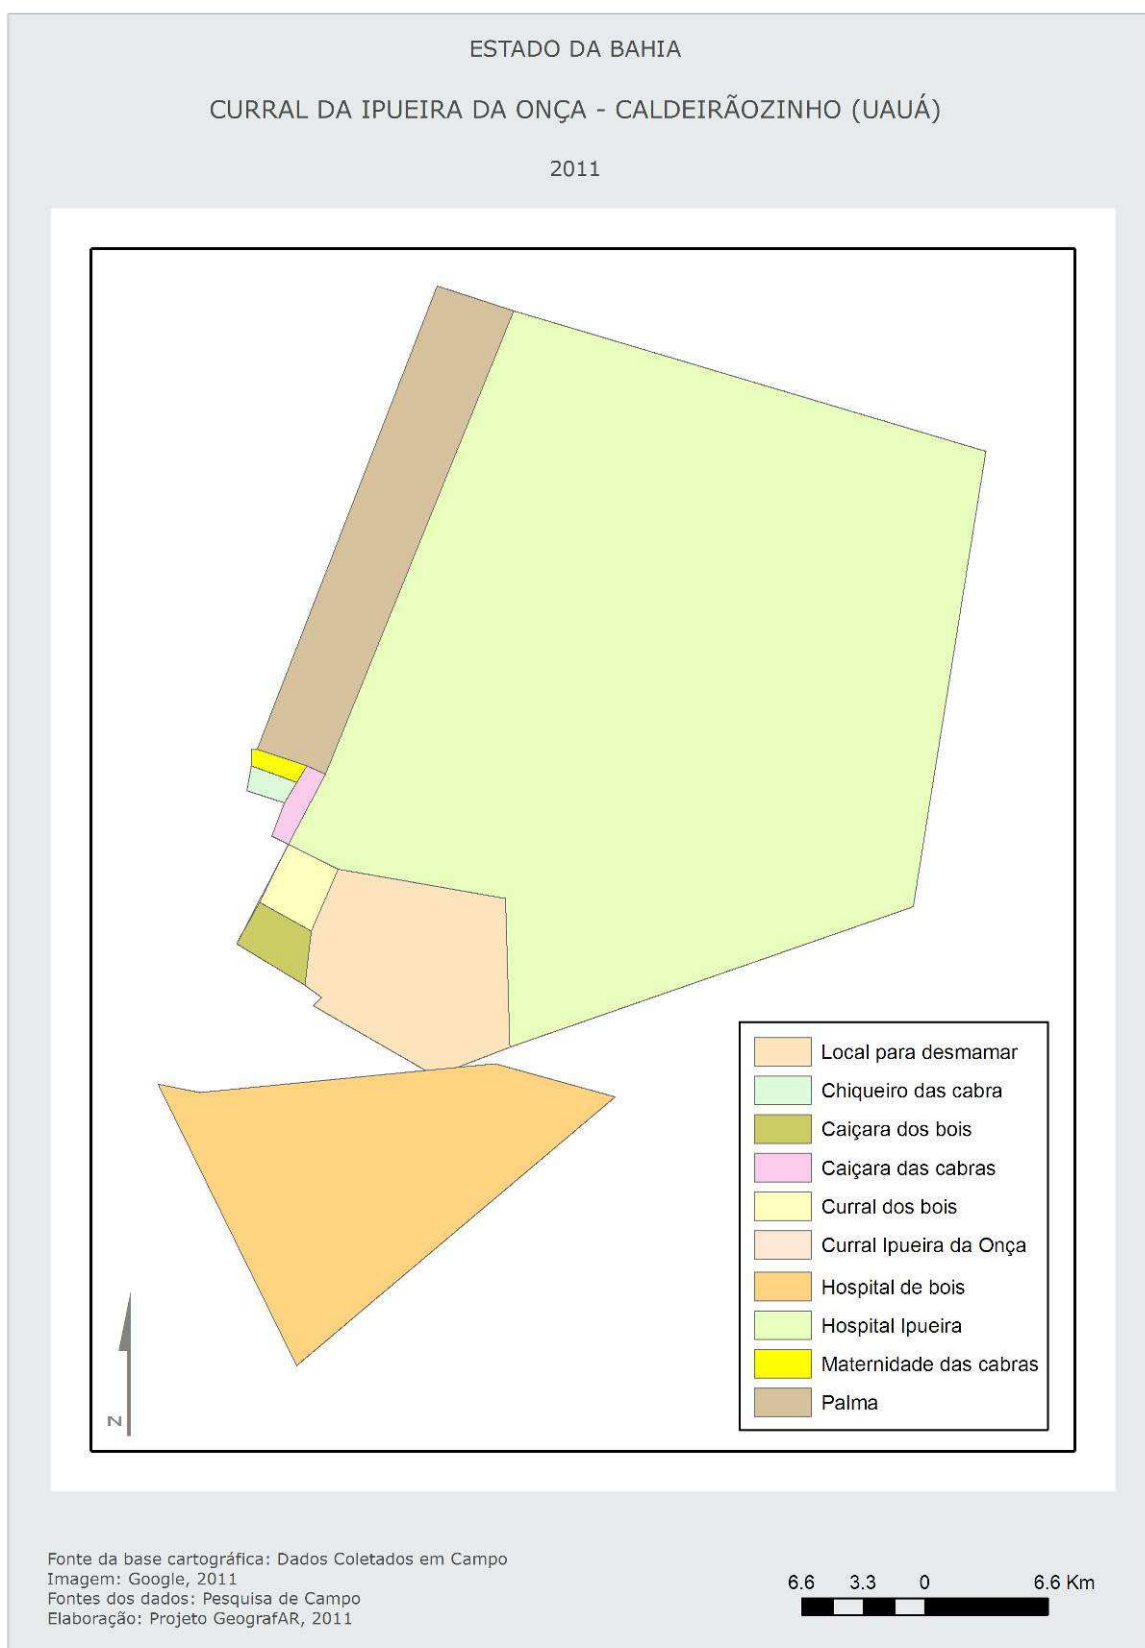 ESTADO DA BAHIA
CURRAL DA IPUEIRA DA ONÇA - CALDEIRÃOZINHO (UAUÁ)
2011
Local para desmamar
Chiqueiro das cabra
Caiçara dos bois
Caiçara das cabras
Curral dos bois
Curral Ipueira da Onça
Hospital de bois
Hospital Ipueira
Maternidade das cabras
Palma
N
Fonte da base cartográfica: Dados Coletados em Campo
Imagem: Google, 2011
Fontes dos dados: Pesquisa de Campo
Elaboração: Projeto GeografAR, 2011
6.6 3.3 0 6.6 Km